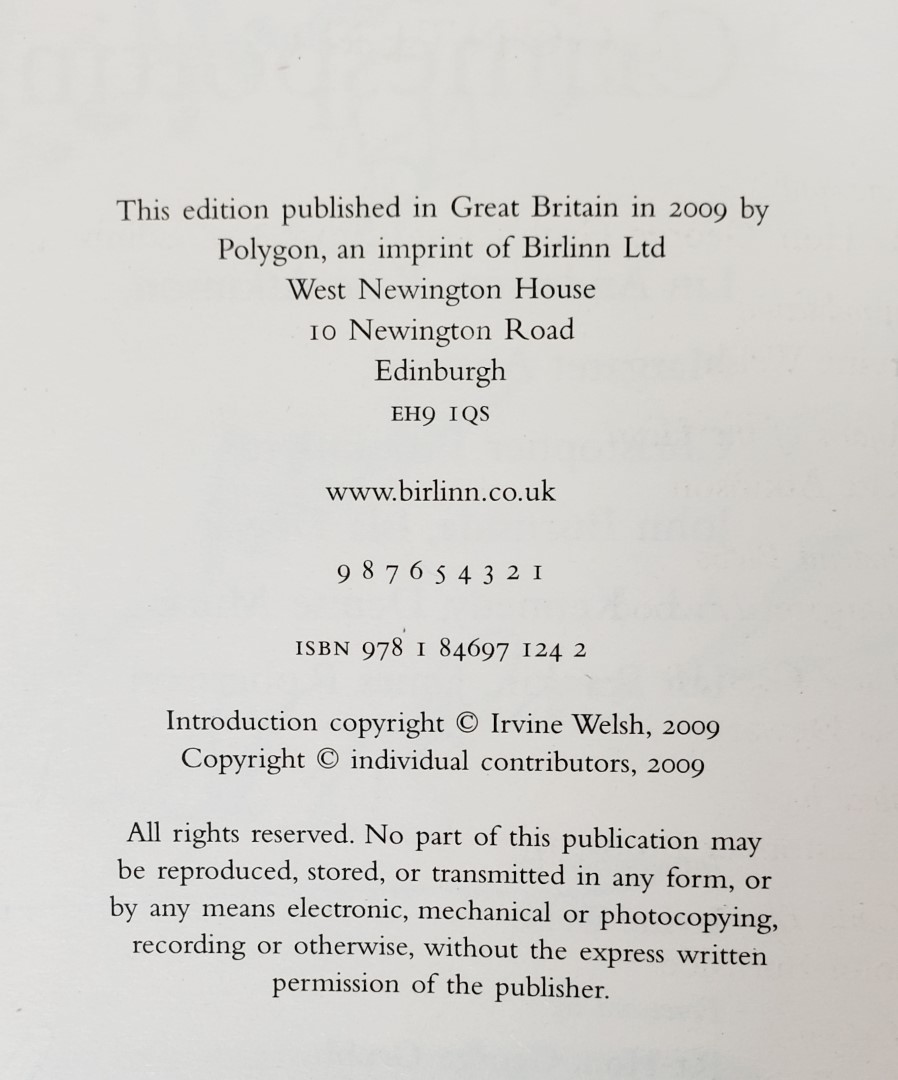 This edition published in Great Britain in 2009 by
Polygon, an imprint of Birlinn Ltd
West Newington House
10 Newington Road
Edinburgh
EH9 1QS
www.birlinn.co.uk
9 8 7 6 5 4 3 2 1
ISBN 978 1 84697 124 2
Introduction copyright © Irvine Welsh, 2009
Copyright © individual contributors, 2009
All rights reserved. No part of this publication may
be reproduced, stored, or transmitted in any form, or
by any means electronic, mechanical or photocopying,
recording or otherwise, without the express written
permission of the publisher.